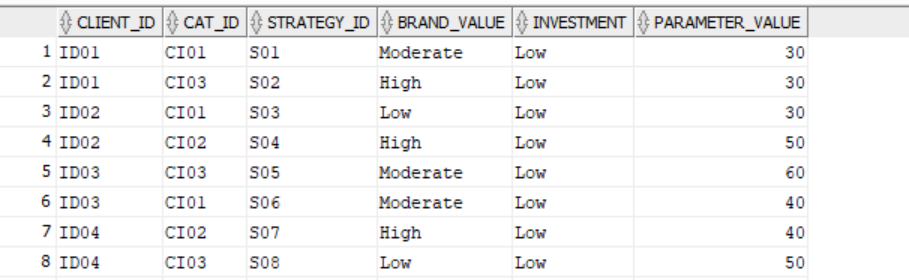 CLIENT_ID CAT_ID STRATEGY_ID BRAND_VALUE INVESTMENT PARAMETER_VALUE
1 ID01 CI01 S01 Moderate Low 30
2 ID01 CI03 S02 High Low 30
3 ID02 CI01 S03 Low Low 30
4 ID02 CI02 S04 High Low 50
5 ID03 CI03 S05 Moderate Low 60
6 ID03 CI01 S06 Moderate Low 40
7 ID04 CI02 S07 High Low 40
8 ID04 CI03 S08 Low Low 50